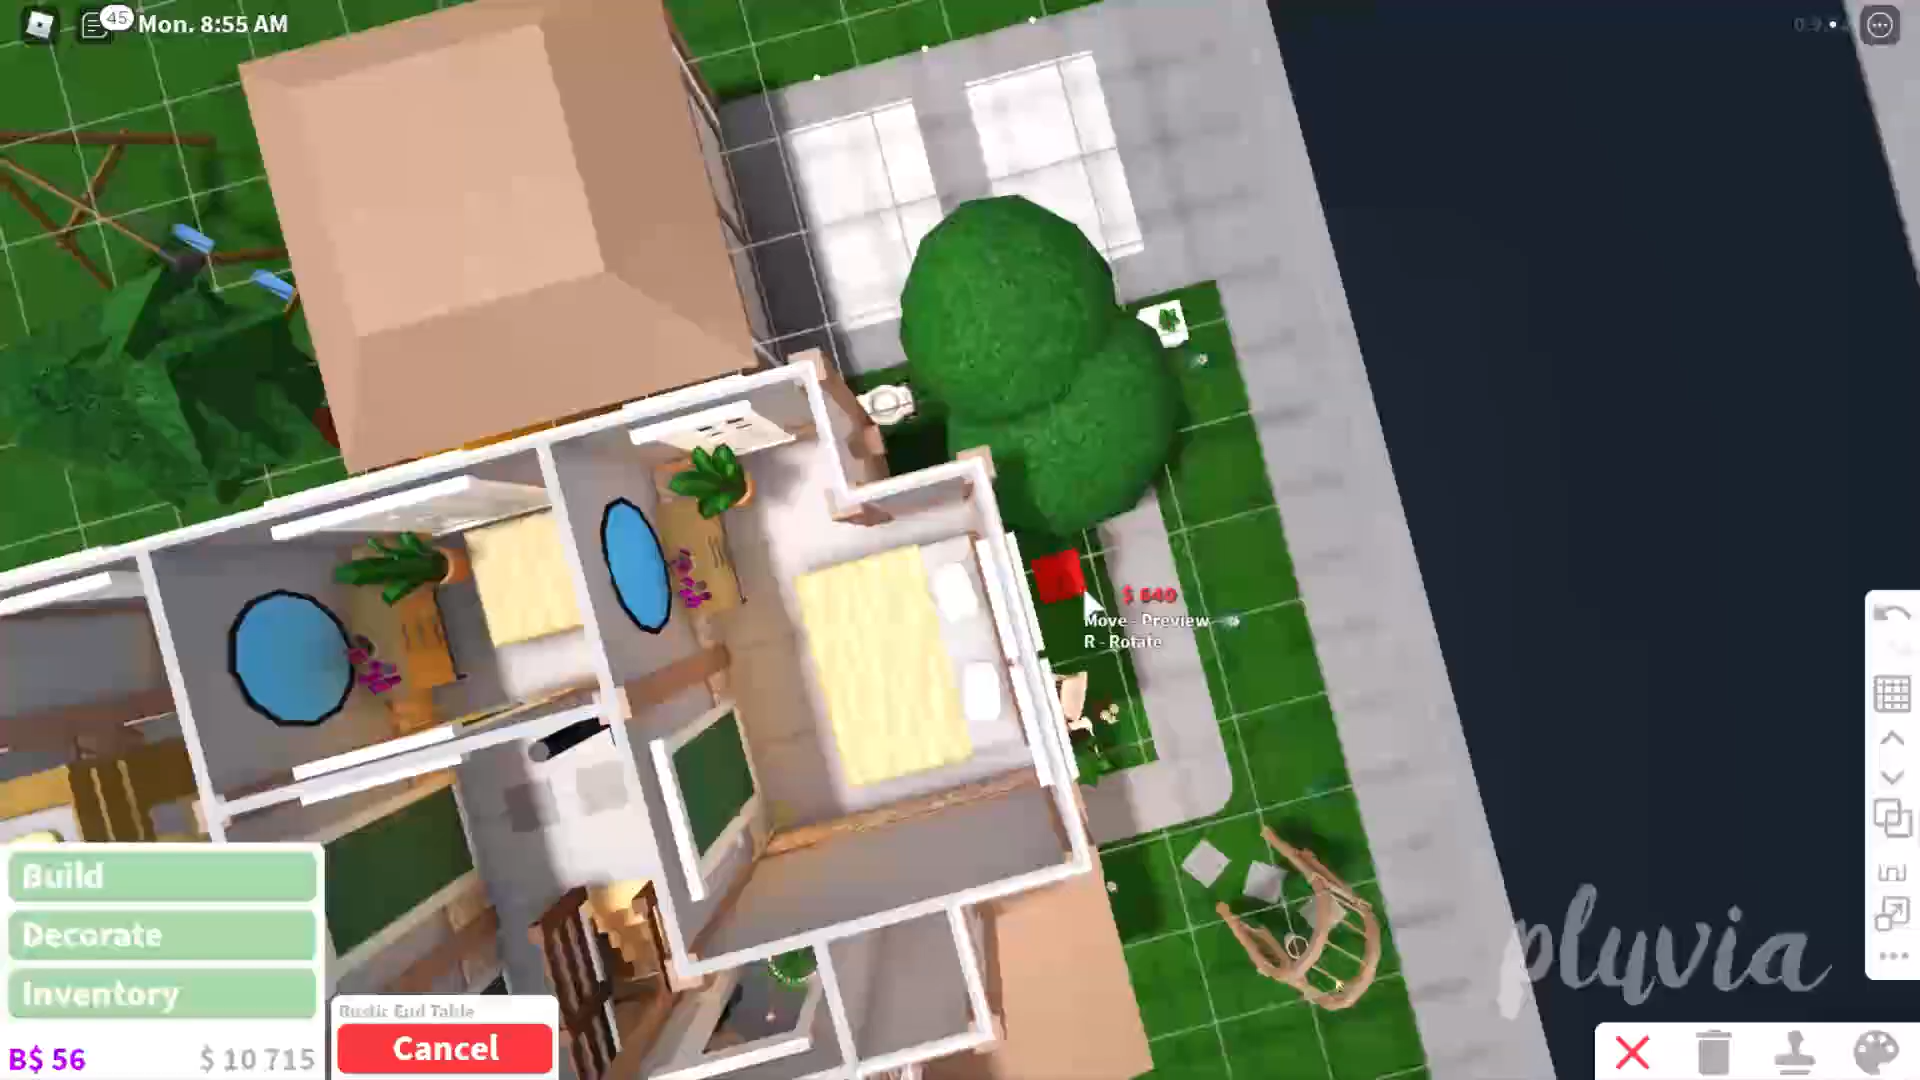 45
Mon. 8:55 AM
$ 640
Move - Preview
R - Rotate
Build
Decorate
Inventory
Rustic End Table
Cancel
B$ 56
$ 10 715
plyvia